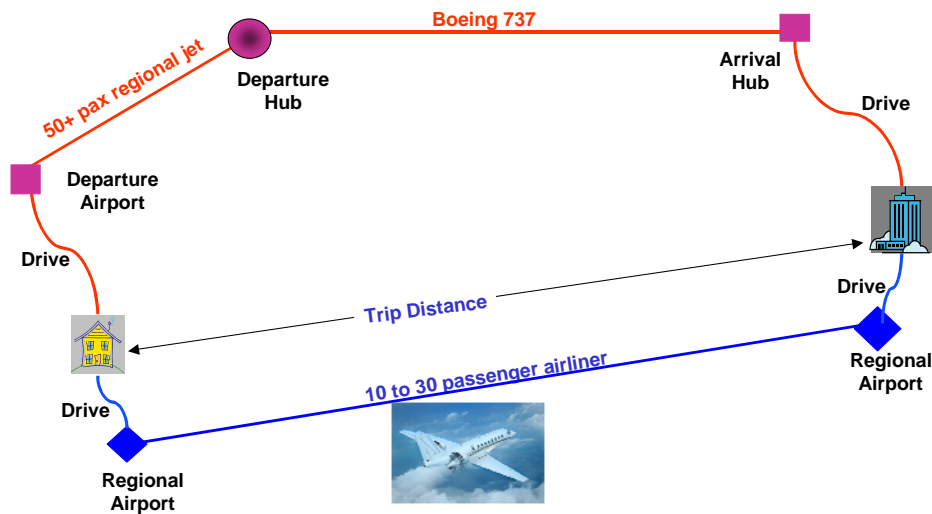 Boeing 737
50+ pax regional jet
Departure
Hub
Arrival
Hub
Drive
Departure
Airport
Drive
Drive
Trip Distance
10 to 30 passenger airliner
Regional
Airport
Drive
Regional
Airport